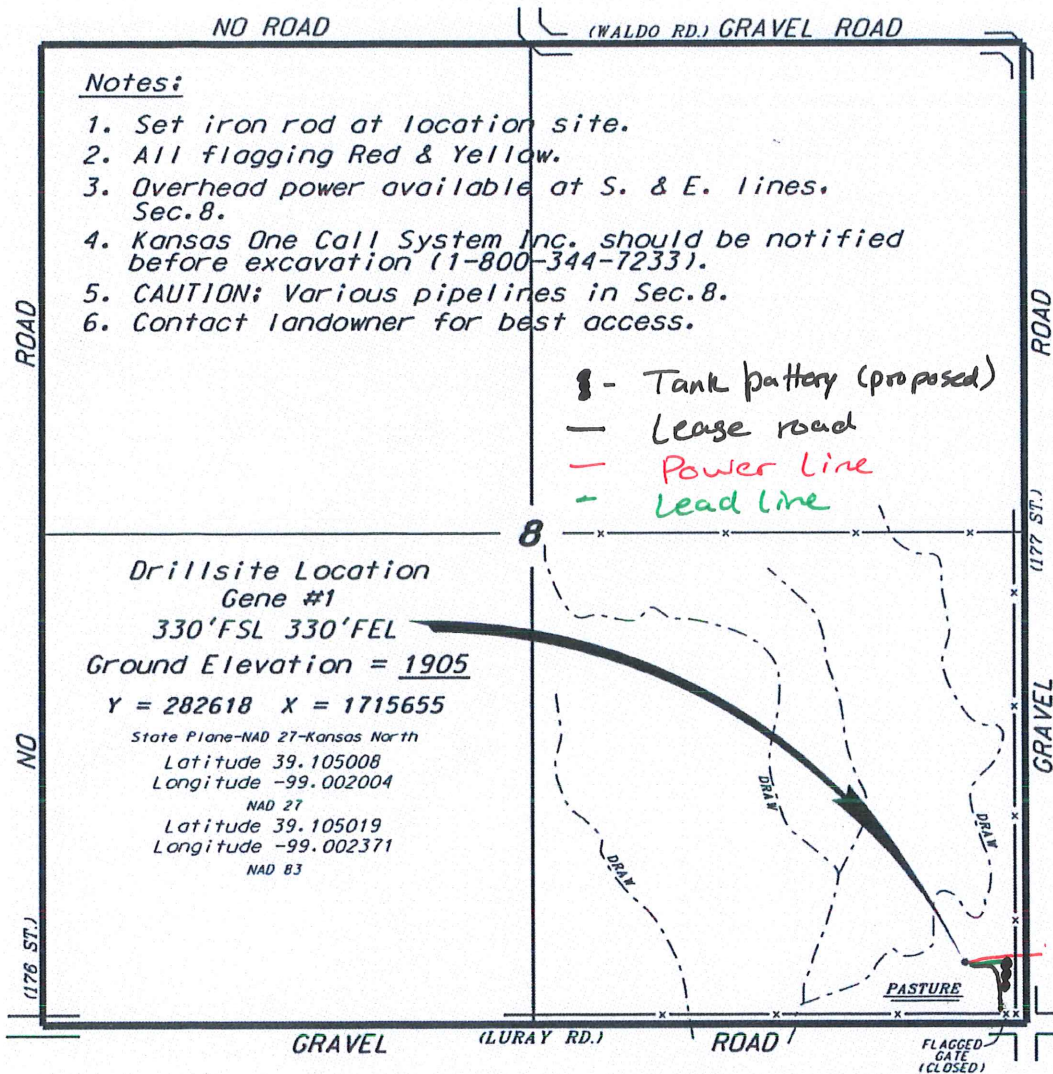 NO ROAD
(WALDO RD.) GRAVEL ROAD
Notes:
1. Set iron rod at location site.
2. All flagging Red & Yellow.
3. Overhead power available at S. & E. lines.
Sec.8.
4. Kansas One Call System Inc. should be notified
before excavation (1-800-344-7233).
5. CAUTION: Various pipelines in Sec.8.
6. Contact landowner for best access.
- Tank battery (proposed)
Lease road
Power Line
Lead line
8
Drillsite Location
Gene #1
330'FSL 330'FEL
Ground Elevation = 1905
Y = 282618 X = 1715655
State Plane-NAD 27-Kansas North
Latitude 39.105008
Longitude -99.002004
NAD 27
Latitude 39.105019
Longitude -99.002371
NAD 83
NO ROAD
(176 ST.)
GRAVEL ROAD
(177 ST.)
DRAW
DRAW
DRAW
PASTURE
GRAVEL (LURAY RD.) ROAD
FLAGGED
GATE
(CLOSED)